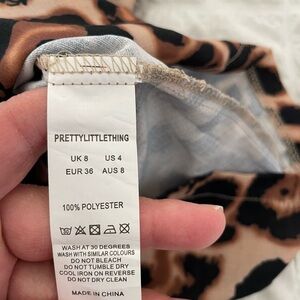 PRETTYLITTLETHING
UK 8 US 4
EUR 36 AUS 8
100% POLYESTER
WASH AT 30 DEGREES
WASH WITH SIMILAR COLOURS
DO NOT BLEACH
DO NOT TUMBLE DRY
COOL IRON ON REVERSE
DO NOT DRY CLEAN
MADE IN CHINA